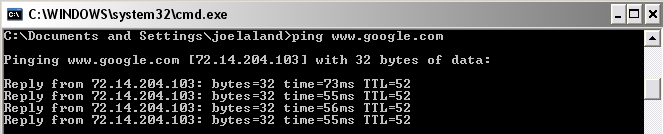 C:\WINDOWS\system32\cmd.exe
C:\Documents and Settings\joelaland>ping www.google.com
Pinging www.google.com [72.14.204.103] with 32 bytes of data:
Reply from 72.14.204.103: bytes=32 time=73ms TTL=52
Reply from 72.14.204.103: bytes=32 time=55ms TTL=52
Reply from 72.14.204.103: bytes=32 time=56ms TTL=52
Reply from 72.14.204.103: bytes=32 time=55ms TTL=52